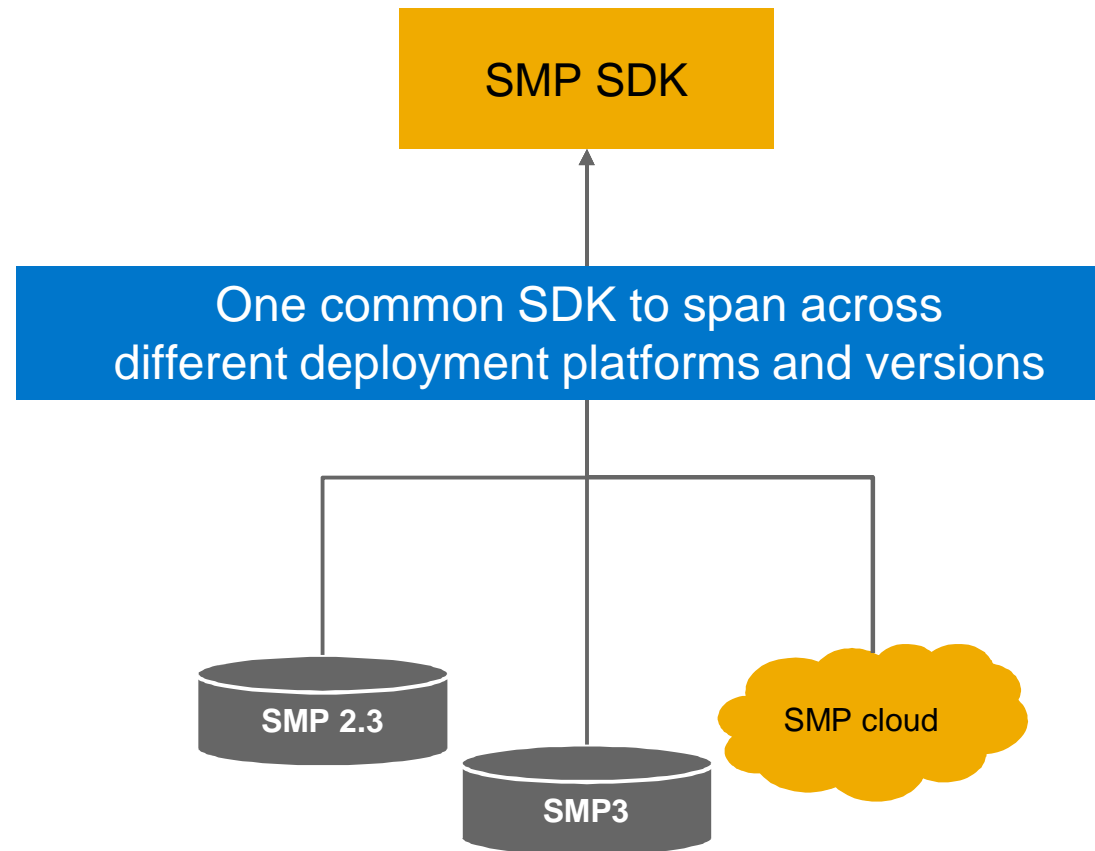 SMP SDK
One common SDK to span across
different deployment platforms and versions
SMP 2.3
SMP cloud
SMP3